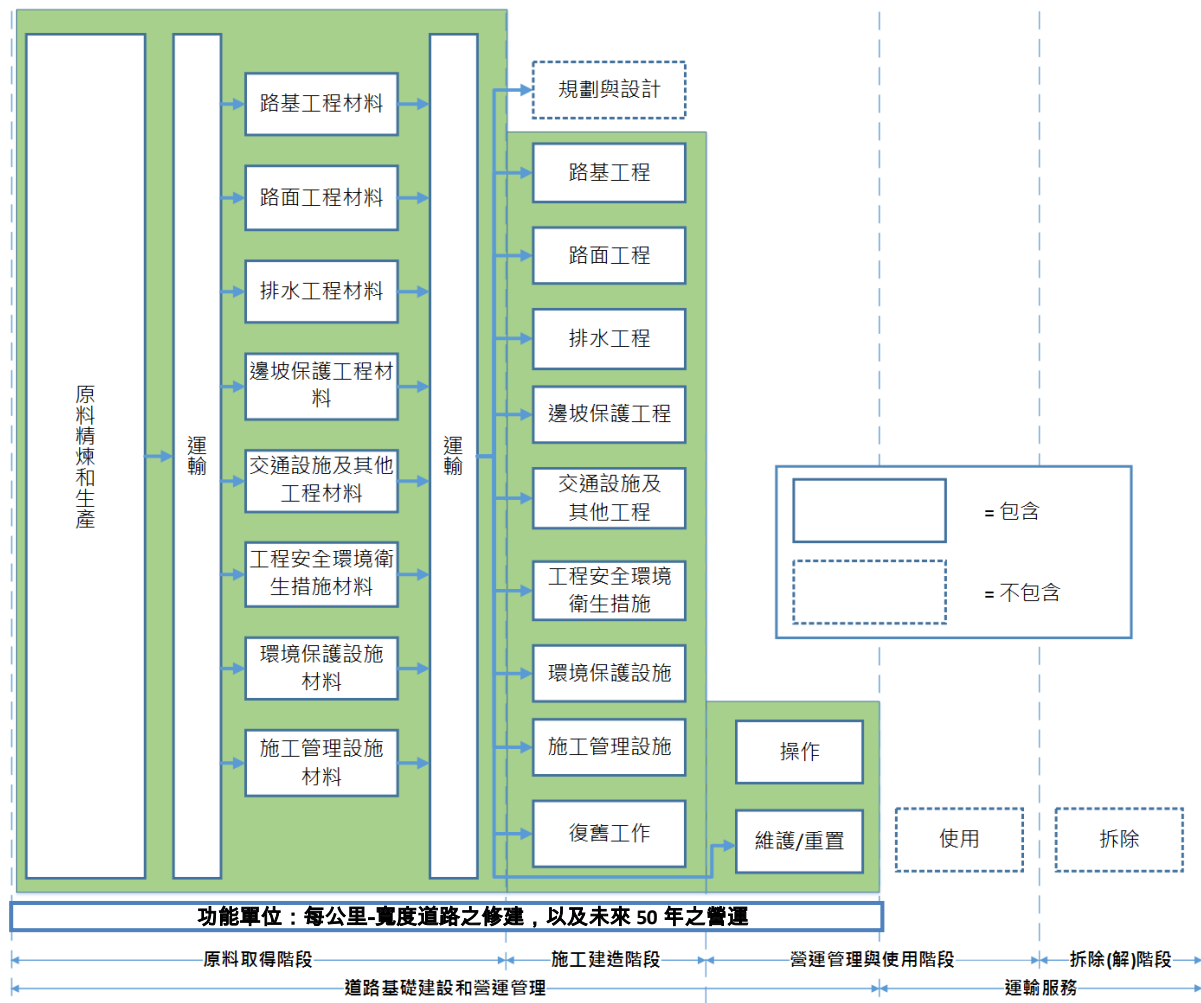 原料精煉和生產
運輸
路基工程材料
路面工程材料
排水工程材料
邊坡保護工程材
料
交通設施及其他
工程材料
工程安全環境衛
生措施材料
環境保護設施
材料
施工管理設施
材料
運輸
規劃與設計
路基工程
路面工程
排水工程
邊坡保護工程
交通設施及
其他工程
工程安全環境
衛生措施
環境保護設施
施工管理設施
復舊工作
操作
維護/重置
使用
拆除
= 包含
= 不包含
功能單位：每公里-寬度道路之修建，以及未來 50 年之營運
原料取得階段
施工建造階段
營運管理與使用階段
拆除(解)階段
道路基礎建設和營運管理
運輸服務